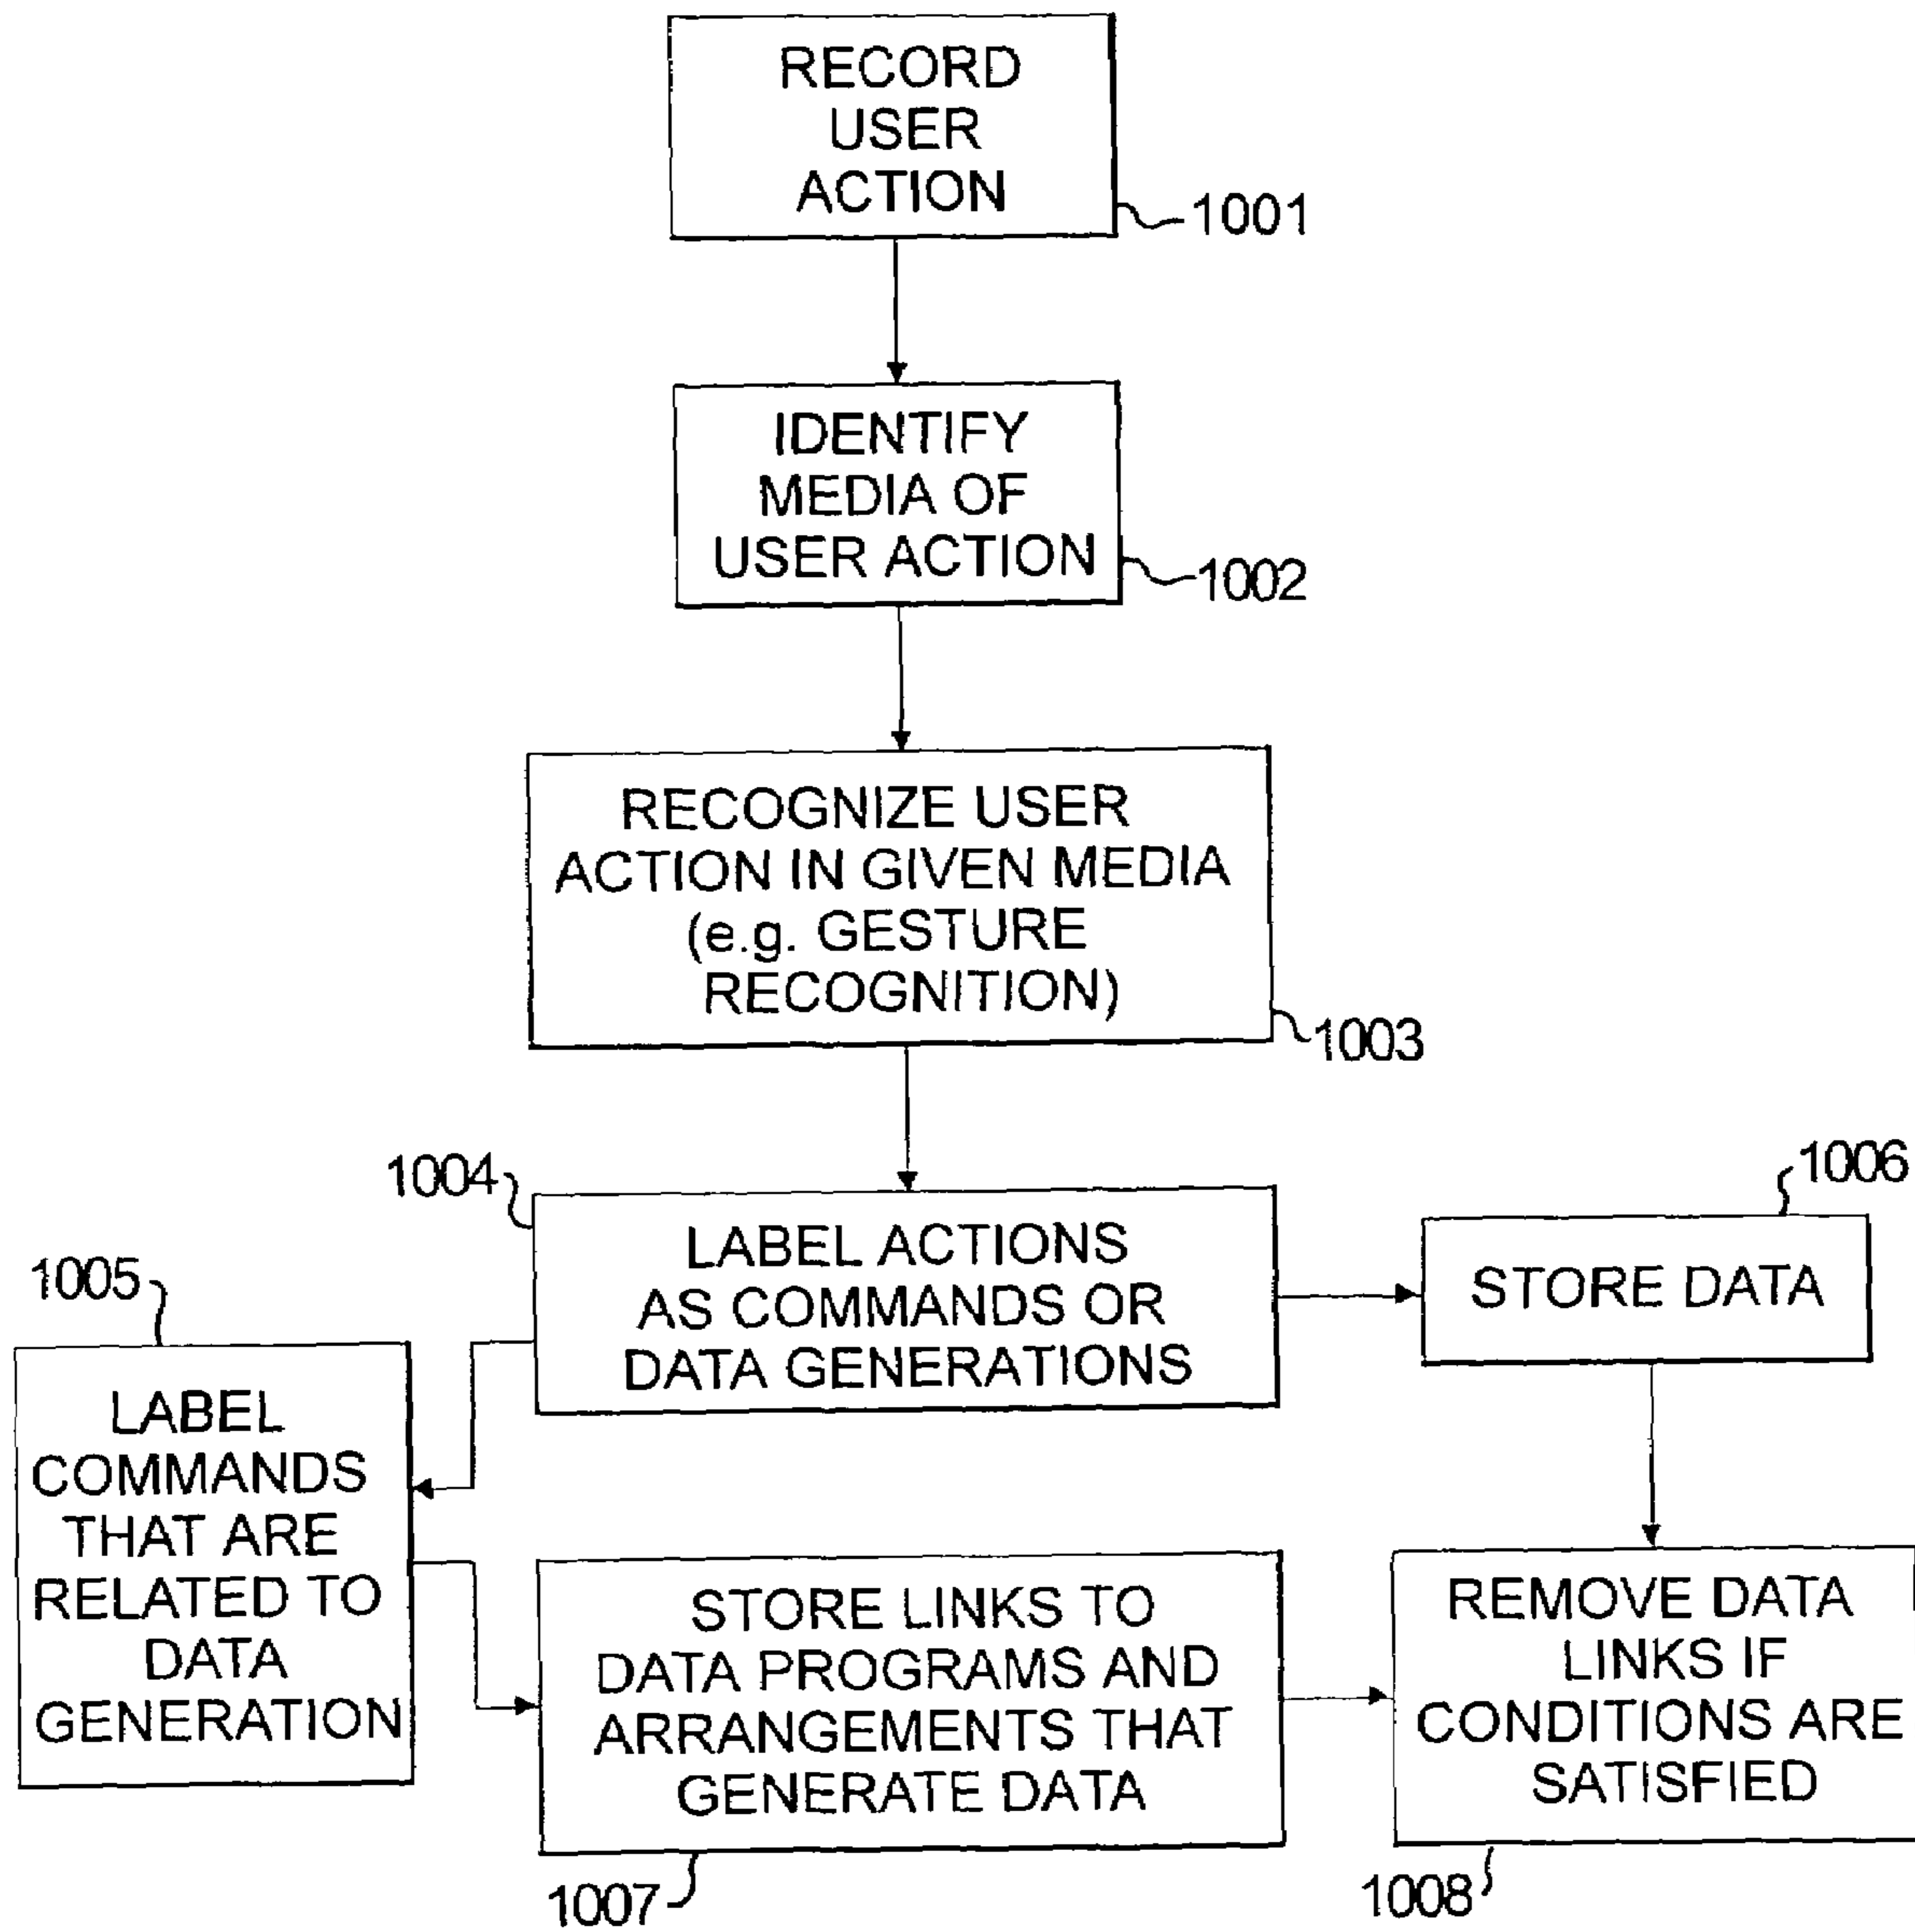 RECORD
USER
ACTION
1001
IDENTIFY
MEDIA OF
USER ACTION
1002
RECOGNIZE USER
ACTION IN GIVEN MEDIA
(e.g. GESTURE
RECOGNITION)
1003
1004
LABEL ACTIONS
AS COMMANDS OR
DATA GENERATIONS
1006
STORE DATA
1005
LABEL
COMMANDS
THAT ARE
RELATED TO
DATA
GENERATION
STORE LINKS TO
DATA PROGRAMS AND
ARRANGEMENTS THAT
GENERATE DATA
1007
REMOVE DATA
LINKS IF
CONDITIONS ARE
SATISFIED
1008